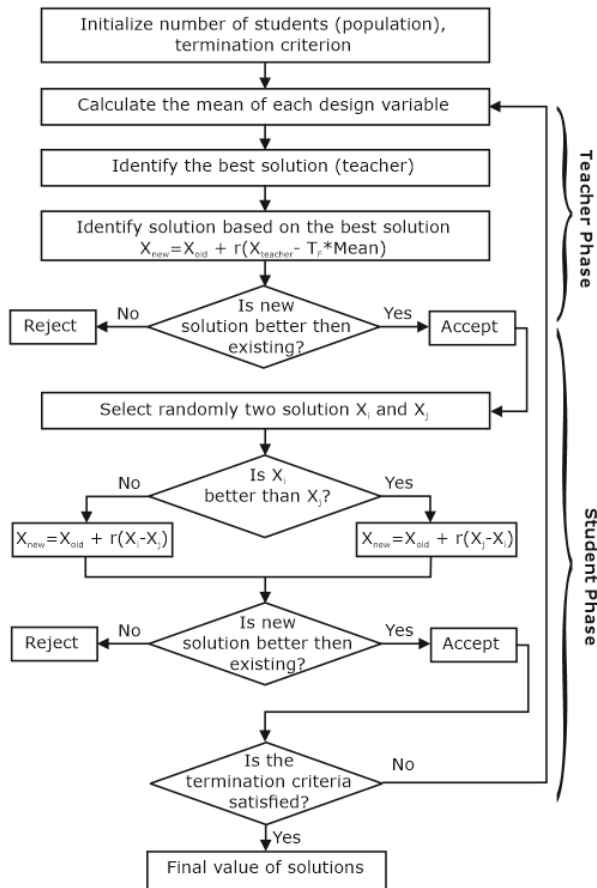 Initialize number of students (population),
termination criterion
Calculate the mean of each design variable
Identify the best solution (teacher)
Identify solution based on the best solution
Xnew=Xold + r(Xteacher- TF*Mean)
Is new
solution better then
existing?
No
Yes
Reject
Accept
Teacher Phase
Select randomly two solution Xi and Xj
Is Xi
better than Xj?
No
Yes
Xnew=Xold + r(Xi-Xj)
Xnew=Xold + r(Xj-Xi)
Is new
solution better then
existing?
No
Yes
Reject
Accept
Student Phase
Is the
termination criteria
satisfied?
No
Yes
Final value of solutions